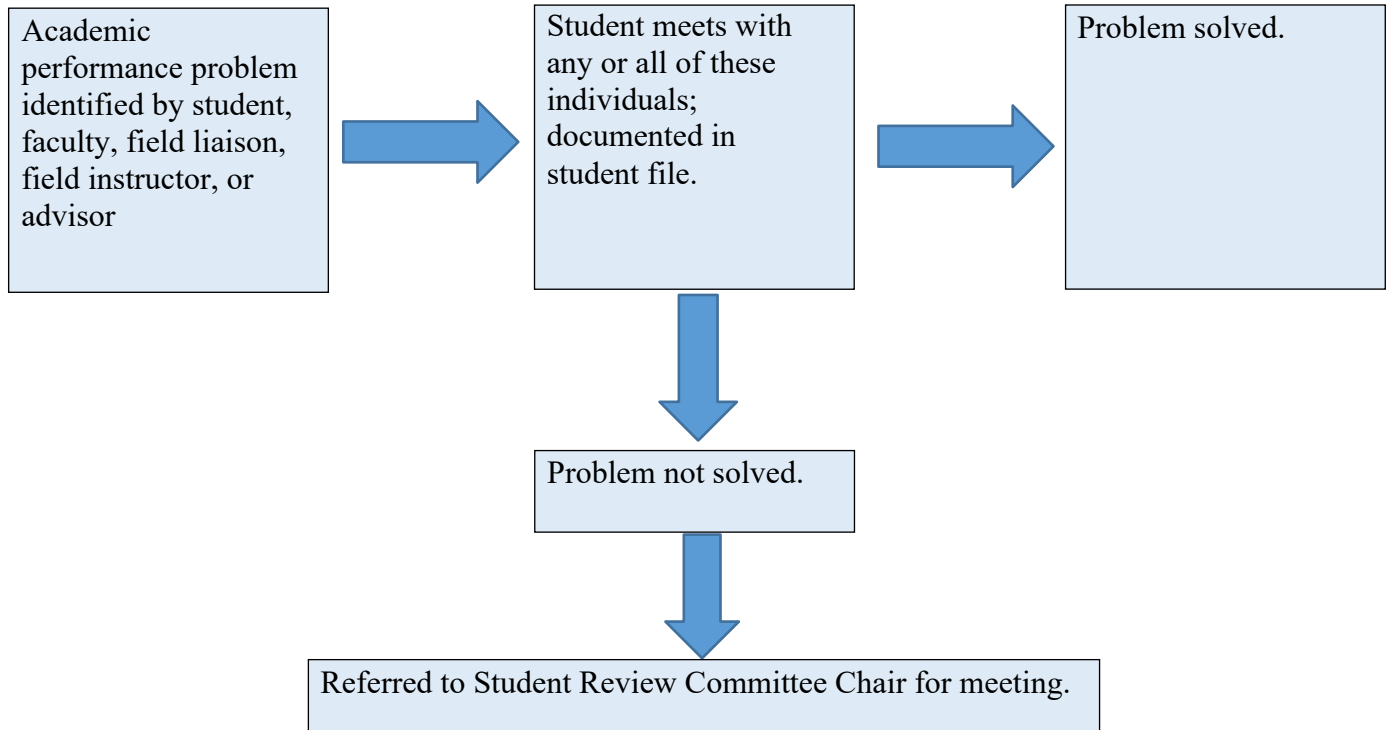 Academic
performance problem
identified by student,
faculty, field liaison,
field instructor, or
advisor
Student meets with
any or all of these
individuals;
documented in
student file.
Problem solved.
Problem not solved.
Referred to Student Review Committee Chair for meeting.